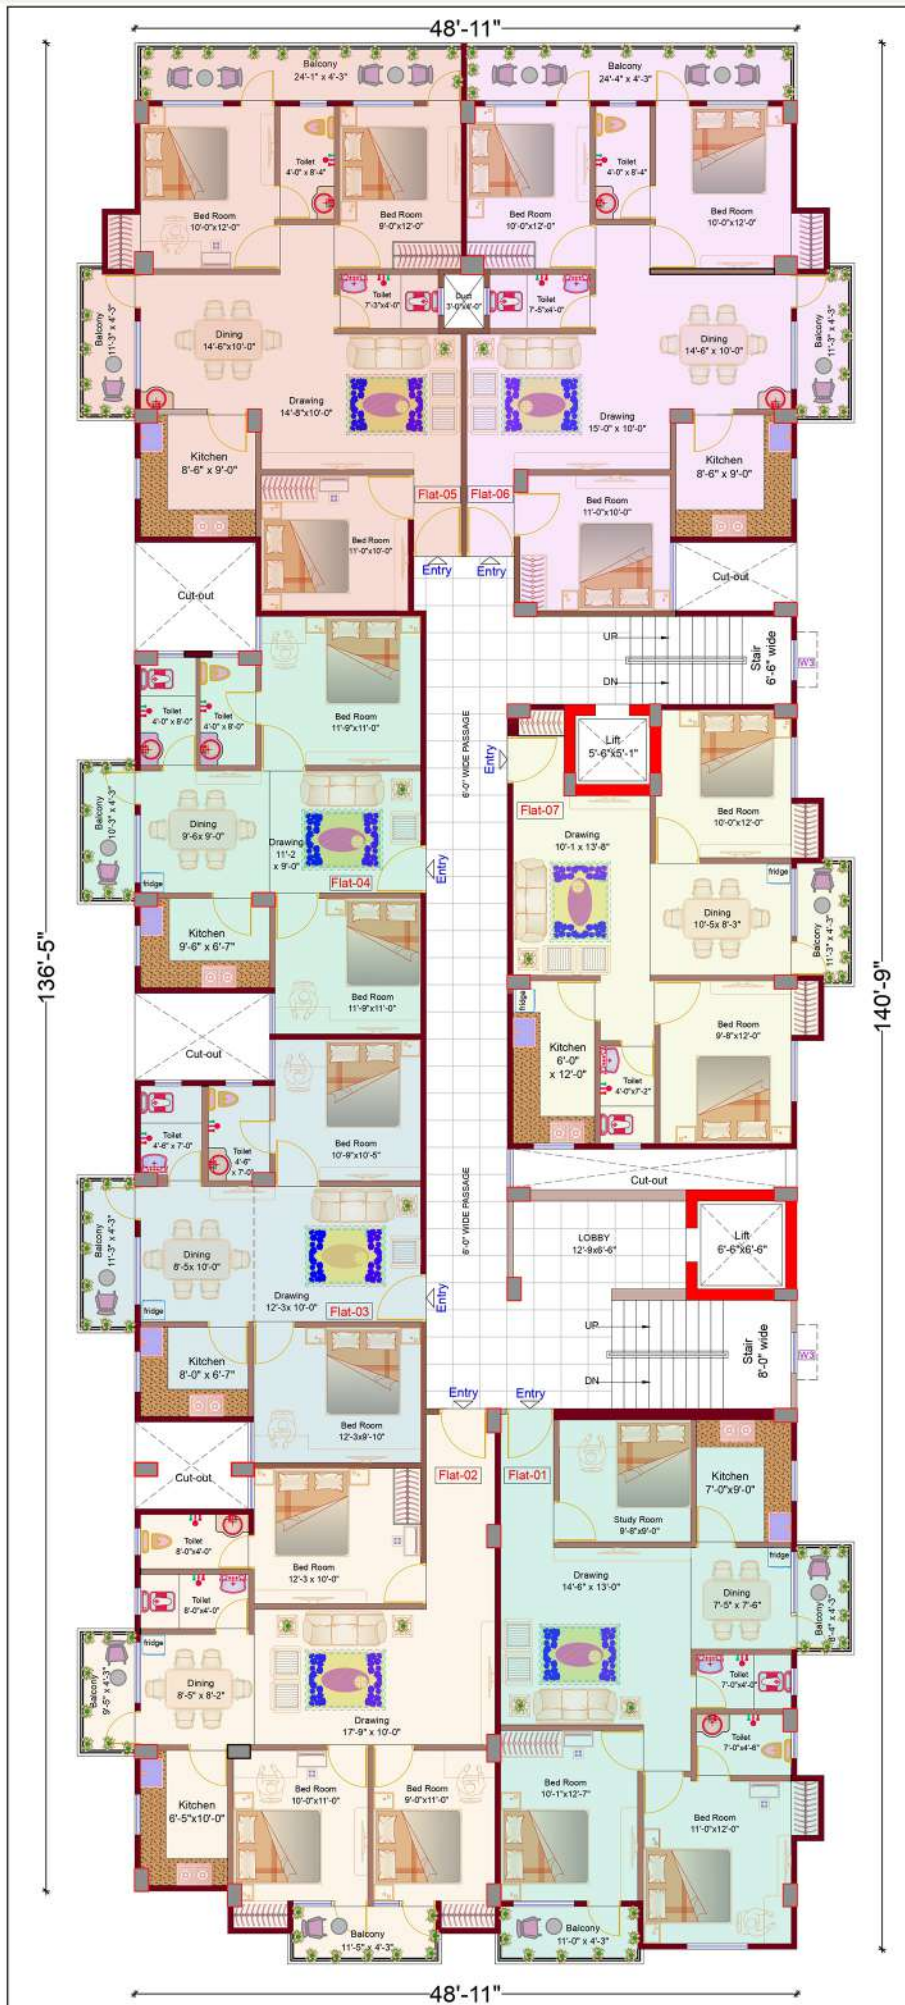 48'-11"
Balcony
24'-1" x 4'-3"
Balcony
24'-4" x 4'-3"
Toilet
4'-0" x 8'-4"
Toilet
4'-0" x 8'-4"
Bed Room
10'-0"x12'-0"
Bed Room
9'-0"x12'-0"
Bed Room
10'-0"x12'-0"
Bed Room
10'-0"x12'-0"
Toilet
7'-3"x4'-0"
Duct
3'-0"x4'-0"
Toilet
7'-5"x4'-0"
Balcony
11'-3" x 4'-3"
Dining
14'-6"x10'-0"
Dining
14'-6" x 10'-0"
Balcony
11'-3" x 4'-3"
Drawing
14'-8"x10'-0"
Drawing
15'-0" x 10'-0"
Kitchen
8'-6" x 9'-0"
Kitchen
8'-6" x 9'-0"
Flat-05
Flat-06
Bed Room
11'-0"x10'-0"
Bed Room
11'-0"x10'-0"
Entry
Entry
Cut-out
Cut-out
UP
DN
Stair
6'-6" wide
W3
Toilet
4'-0" x 8'-0"
Toilet
4'-0" x 8'-0"
Bed Room
11'-9"x11'-0"
6'-0" WIDE PASSAGE
Entry
Lift
5'-6"x5'-1"
Flat-07
Bed Room
10'-0"x12'-0"
Drawing
10'-1 x 13'-8"
Balcony
10'-3" x 4'-3"
Dining
9'-6x 9'-0"
Drawing
11'-2
x 9'-0"
Flat-04
Entry
fridge
fridge
Dining
10'-5x 8'-3"
Balcony
11'-3" x 4'-3"
Kitchen
9'-6" x 6'-7"
Bed Room
11'-9"x11'-0"
136'-5"
140'-9"
fridge
Kitchen
6'-0"
x 12'-0"
Bed Room
9'-8"x12'-0"
Toilet
4'-0"x7'-2"
Cut-out
Toilet
4'-6" x 7'-0"
Toilet
4'-6"
x 7'-0"
Bed Room
10'-9"x10'-5"
Cut-out
6'-0" WIDE PASSAGE
Balcony
11'-3" x 4'-3"
Dining
8'-5x 10'-0"
Drawing
12'-3x 10'-0"
Flat-03
Entry
fridge
LOBBY
12'-9x6'-6"
Lift
6'-6"x6'-6"
UP
DN
Stair
8'-0" wide
W3
Kitchen
8'-0" x 6'-7"
Bed Room
12'-3x9'-10"
Entry
Entry
Flat-02
Flat-01
Cut-out
Kitchen
7'-0"x9'-0"
Study Room
9'-8"x9'-0"
Toilet
8'-0"x4'-0"
Bed Room
12'-3 x 10'-0"
Toilet
8'-0"x4'-0"
fridge
fridge
Drawing
14'-6" x 13'-0"
Dining
7'-5" x 7'-6"
Balcony
8'-4" x 4'-3"
Balcony
9'-5" x 4'-3"
Dining
8'-5" x 8'-2"
Drawing
17'-9" x 10'-0"
Toilet
7'-0"x4'-0"
Toilet
7'-0"x4'-6"
Kitchen
6'-5"x10'-0"
Bed Room
10'-0"x11'-0"
Bed Room
9'-0"x11'-0"
Bed Room
10'-1"x12'-7"
Bed Room
11'-0"x12'-0"
Balcony
11'-5" x 4'-3"
Balcony
11'-0" x 4'-3"
48'-11"